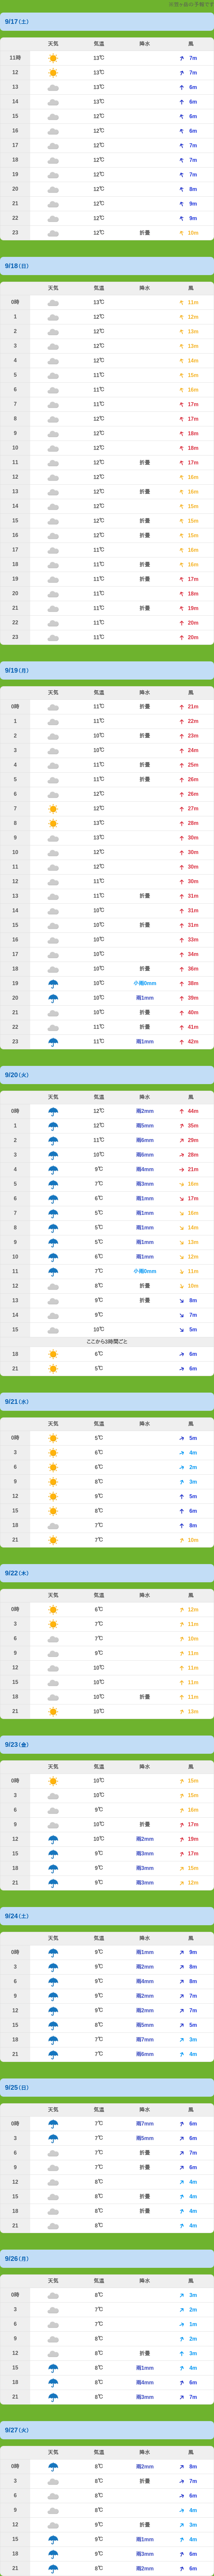 9/17(土)
天気 気温 降水 風
11時 13℃ 7m
12 13℃ 7m
13 13℃ 6m
14 13℃ 6m
15 12℃ 6m
16 12℃ 6m
17 12℃ 7m
18 12℃ 7m
19 12℃ 7m
20 12℃ 8m
21 12℃ 9m
22 12℃ 9m
23 12℃ 折畳 10m
9/18(日)
天気 気温 降水 風
0時 13℃ 11m
1 12℃ 12m
2 12℃ 13m
3 12℃ 13m
4 12℃ 14m
5 11℃ 15m
6 11℃ 16m
7 11℃ 17m
8 12℃ 17m
9 12℃ 18m
10 12℃ 18m
11 12℃ 折畳 17m
12 12℃ 16m
13 12℃ 折畳 16m
14 12℃ 15m
15 12℃ 折畳 15m
16 12℃ 折畳 15m
17 11℃ 16m
18 11℃ 折畳 16m
19 11℃ 折畳 17m
20 11℃ 18m
21 11℃ 折畳 19m
22 11℃ 20m
23 11℃ 20m
9/19(月)
天気 気温 降水 風
0時 11℃ 折畳 21m
1 11℃ 22m
2 10℃ 折畳 23m
3 10℃ 24m
4 11℃ 折畳 25m
5 11℃ 折畳 26m
6 12℃ 26m
7 12℃ 27m
8 13℃ 28m
9 13℃ 30m
10 12℃ 30m
11 12℃ 30m
12 11℃ 30m
13 11℃ 折畳 31m
14 10℃ 31m
15 10℃ 折畳 31m
16 10℃ 33m
17 10℃ 34m
18 10℃ 折畳 36m
19 10℃ 小雨0mm 38m
20 10℃ 雨1mm 39m
21 10℃ 折畳 40m
22 11℃ 折畳 41m
23 11℃ 雨1mm 42m
9/20(火)
天気 気温 降水 風
0時 12℃ 雨2mm 44m
1 12℃ 雨5mm 35m
2 11℃ 雨6mm 29m
3 10℃ 雨6mm 28m
4 9℃ 雨4mm 21m
5 7℃ 雨3mm 16m
6 6℃ 雨1mm 17m
7 5℃ 雨1mm 16m
8 5℃ 雨1mm 14m
9 5℃ 雨1mm 13m
10 6℃ 雨1mm 12m
11 7℃ 小雨0mm 11m
12 8℃ 折畳 10m
13 9℃ 折畳 8m
14 9℃ 7m
15 10℃ 5m
ここから3時間ごと
18 6℃ 6m
21 5℃ 6m
9/21(水)
天気 気温 降水 風
0時 5℃ 5m
3 6℃ 4m
6 6℃ 2m
9 8℃ 3m
12 9℃ 5m
15 8℃ 6m
18 7℃ 8m
21 7℃ 10m
9/22(木)
天気 気温 降水 風
0時 6℃ 12m
3 7℃ 11m
6 7℃ 10m
9 9℃ 11m
12 10℃ 11m
15 10℃ 11m
18 10℃ 折畳 11m
21 10℃ 13m
9/23(金)
天気 気温 降水 風
0時 10℃ 15m
3 10℃ 15m
6 9℃ 16m
9 10℃ 折畳 17m
12 10℃ 雨2mm 19m
15 9℃ 雨3mm 17m
18 9℃ 雨3mm 15m
21 9℃ 雨3mm 12m
9/24(土)
天気 気温 降水 風
0時 9℃ 雨1mm 9m
3 9℃ 雨2mm 8m
6 9℃ 雨4mm 8m
9 9℃ 雨2mm 7m
12 9℃ 雨2mm 7m
15 8℃ 雨5mm 5m
18 7℃ 雨7mm 3m
21 7℃ 雨6mm 4m
9/25(日)
天気 気温 降水 風
0時 7℃ 雨7mm 6m
3 7℃ 雨5mm 6m
6 7℃ 折畳 7m
9 7℃ 折畳 6m
12 8℃ 4m
15 8℃ 折畳 4m
18 8℃ 折畳 4m
21 8℃ 4m
9/26(月)
天気 気温 降水 風
0時 8℃ 3m
3 7℃ 2m
6 7℃ 1m
9 8℃ 2m
12 8℃ 折畳 3m
15 8℃ 雨1mm 4m
18 8℃ 雨4mm 6m
21 8℃ 雨3mm 7m
9/27(火)
天気 気温 降水 風
0時 8℃ 雨2mm 8m
3 8℃ 折畳 7m
6 8℃ 6m
9 8℃ 4m
12 9℃ 折畳 3m
15 9℃ 雨1mm 4m
18 9℃ 雨3mm 6m
21 8℃ 雨2mm 6m